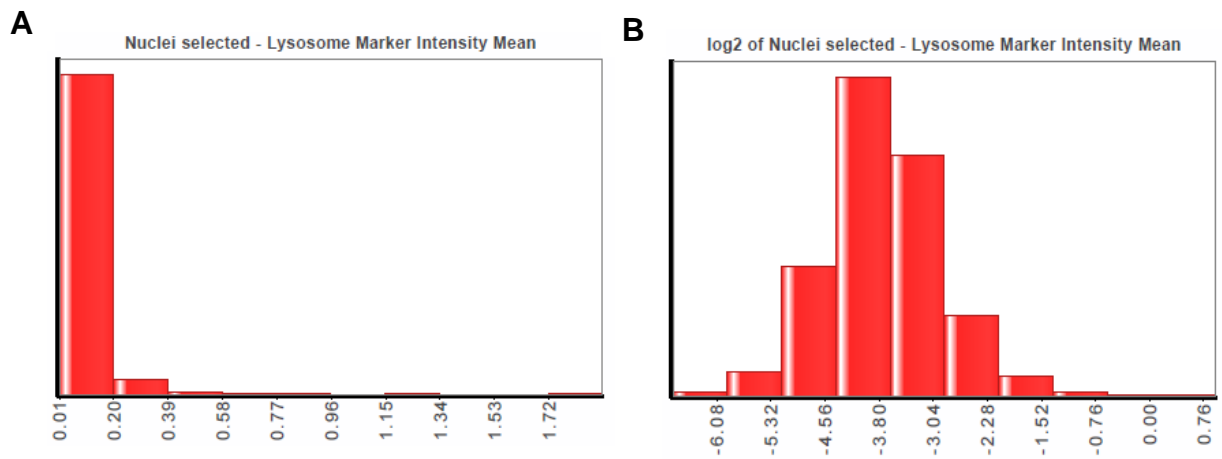 A
Nuclei selected - Lysosome Marker Intensity Mean
0.01 0.20 0.39 0.58 0.77 0.96 1.15 1.34 1.53 1.72
B
log2 of Nuclei selected - Lysosome Marker Intensity Mean
-6.08 -5.32 -4.56 -3.80 -3.04 -2.28 -1.52 -0.76 0.00 0.76